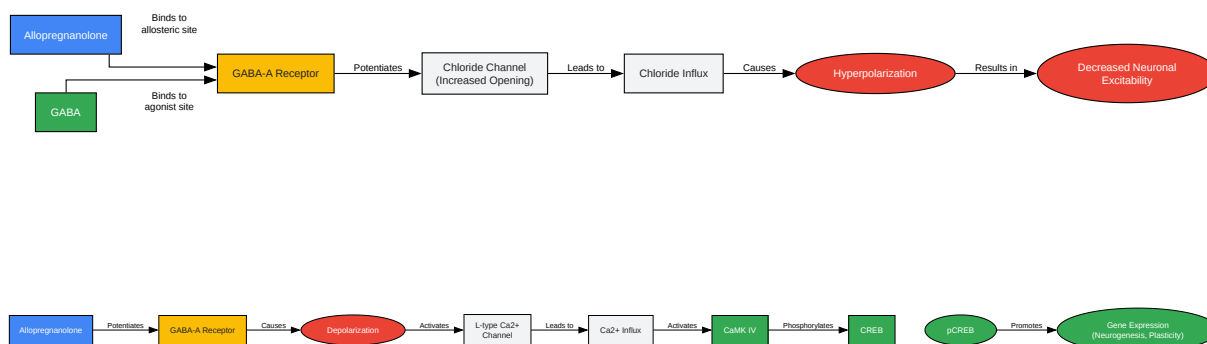 Binds to
allosteric site
Allopregnanolone
GABA-A Receptor
Potentiates
Chloride Channel
(Increased Opening)
Leads to
Chloride Influx
Causes
Hyperpolarization
Results in
Decreased Neuronal
Excitability
Binds to
agonist site
GABA
Allopregnanolone
Potentiates
GABA-A Receptor
Causes
Depolarization
Activates
L-type Ca2+
Channel
Leads to
Ca2+ Influx
Activates
CaMK IV
Phosphorylates
CREB
pCREB
Promotes
Gene Expression
(Neurogenesis, Plasticity)